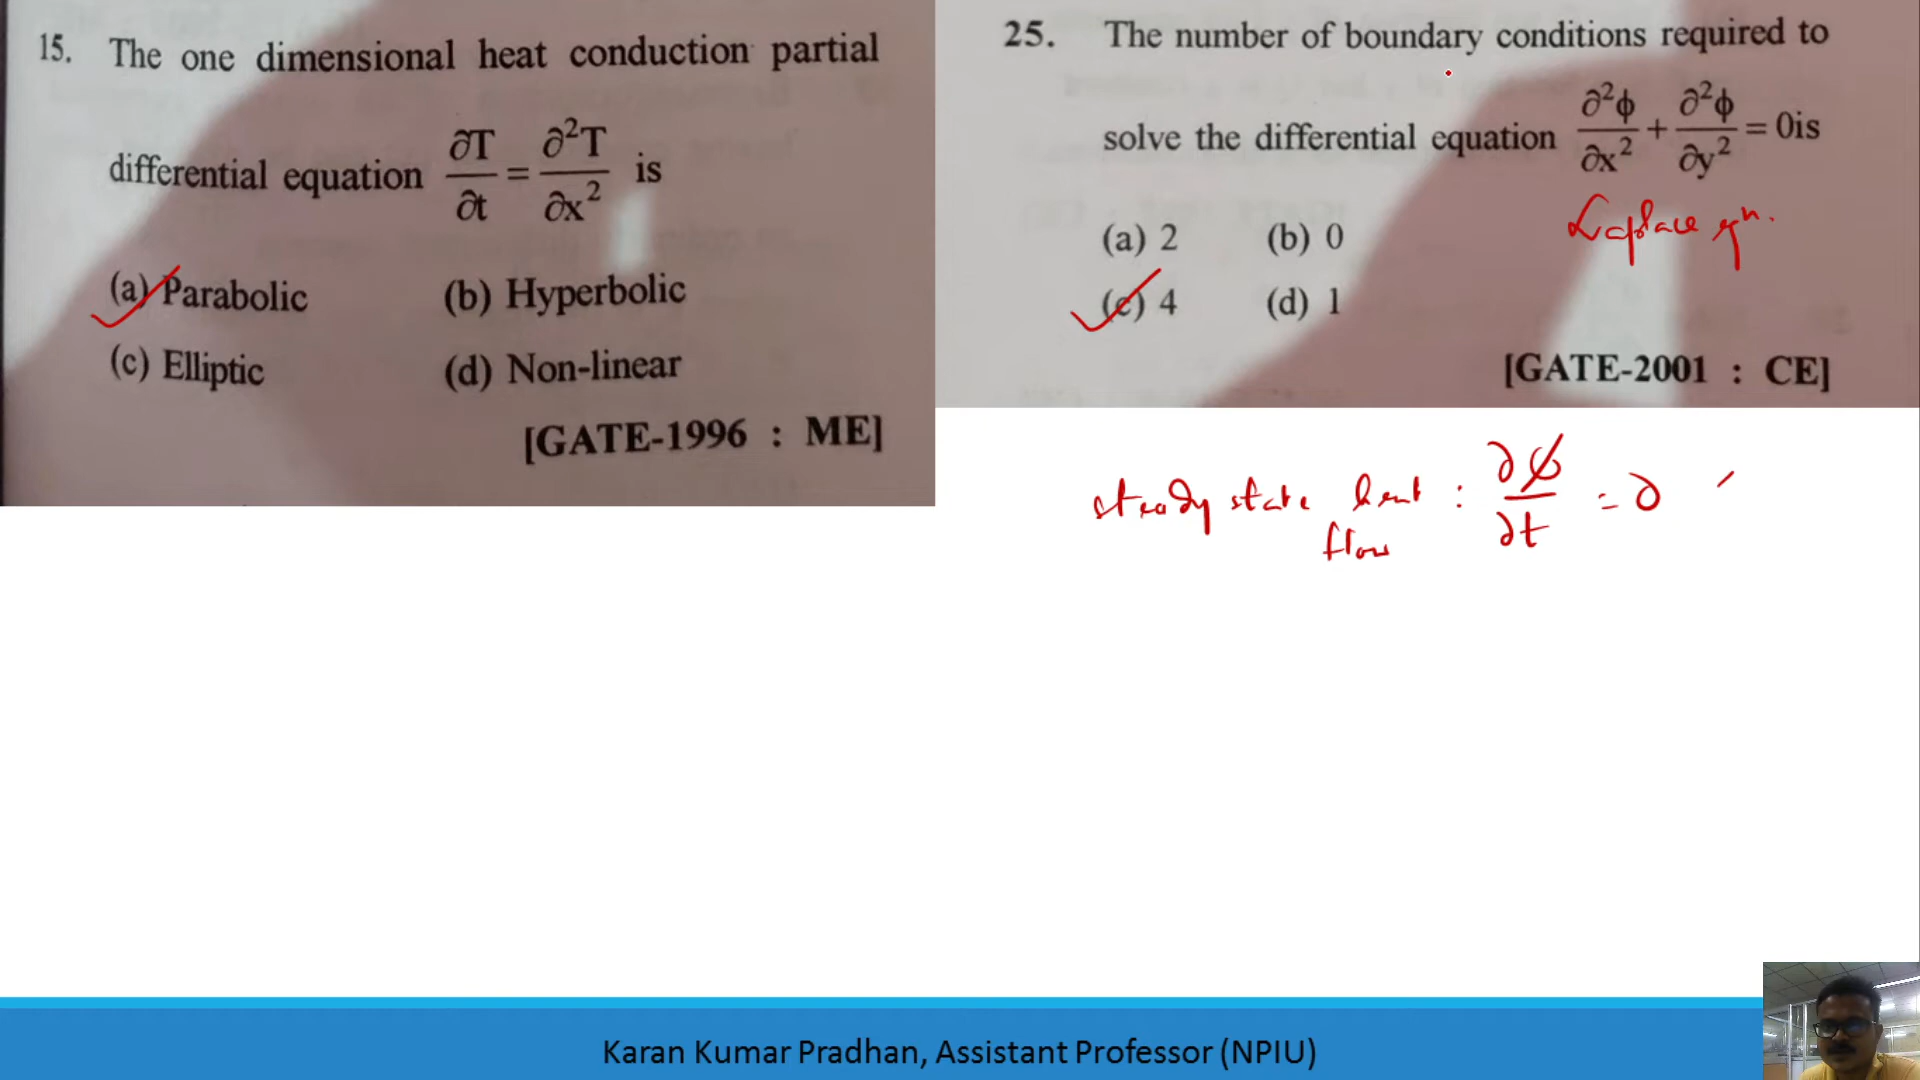 15. The one dimensional heat conduction partial
differential equation ∂T/∂t = ∂²T/∂x² is
(a) Parabolic (b) Hyperbolic
(c) Elliptic (d) Non-linear
[GATE-1996 : ME]
25. The number of boundary conditions required to
solve the differential equation ∂²ϕ/∂x² + ∂²ϕ/∂y² = 0is
Laplace eqn.
(a) 2 (b) 0
(c) 4 (d) 1
[GATE-2001 : CE]
steady state heat flow : ∂ϕ/∂t = 0
Karan Kumar Pradhan, Assistant Professor (NPIU)